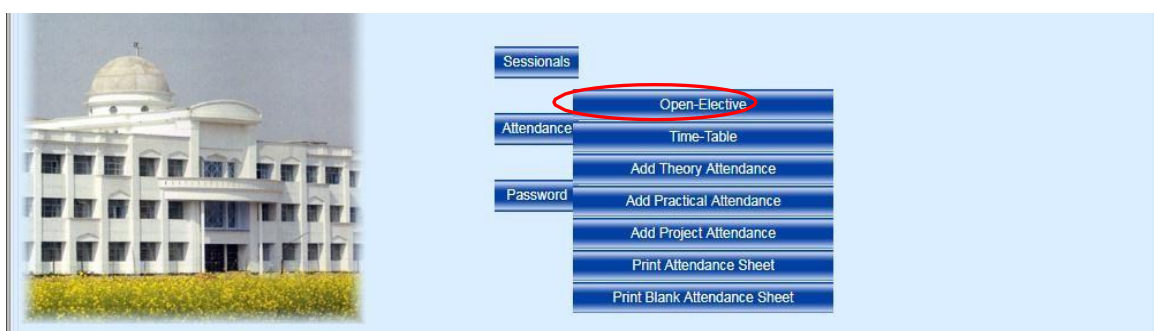 Sessionals
Open-Elective
Attendance
Time-Table
Add Theory Attendance
Password
Add Practical Attendance
Add Project Attendance
Print Attendance Sheet
Print Blank Attendance Sheet